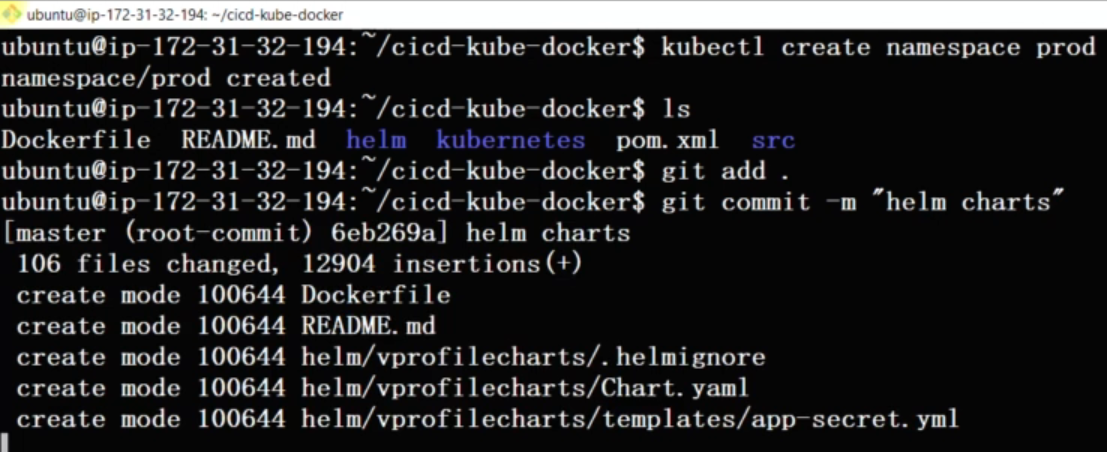 ubuntu@ip-172-31-32-194: ~/cicd-kube-docker
ubuntu@ip-172-31-32-194:~/cicd-kube-docker$ kubectl create namespace prod
namespace/prod created
ubuntu@ip-172-31-32-194:~/cicd-kube-docker$ ls
Dockerfile  README.md  helm  kubernetes  pom.xml  src
ubuntu@ip-172-31-32-194:~/cicd-kube-docker$ git add .
ubuntu@ip-172-31-32-194:~/cicd-kube-docker$ git commit -m "helm charts"
[master (root-commit) 6eb269a] helm charts
 106 files changed, 12904 insertions(+)
 create mode 100644 Dockerfile
 create mode 100644 README.md
 create mode 100644 helm/vprofilecharts/.helmignore
 create mode 100644 helm/vprofilecharts/Chart.yaml
 create mode 100644 helm/vprofilecharts/templates/app-secret.yml